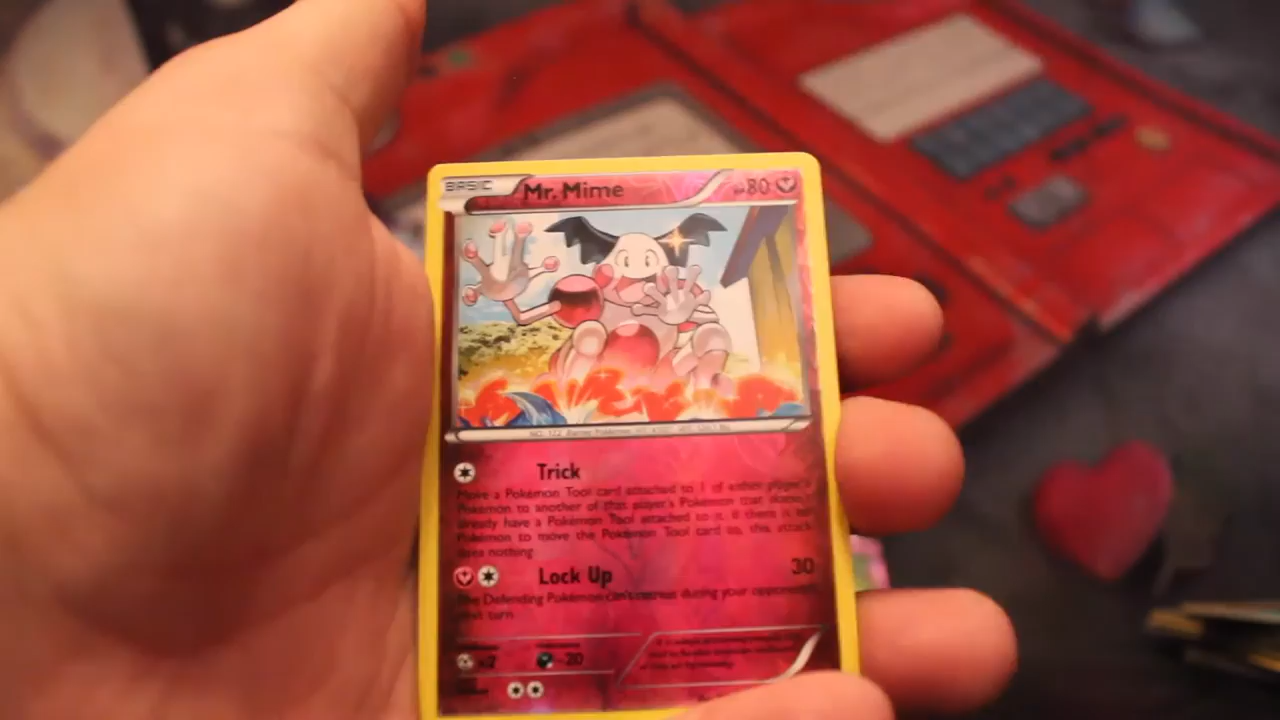 BASIC Mr. Mime HP80
Trick
Move a Pokémon Tool card attached to 1 of either player's
Pokémon to another of that player's Pokémon that doesn't
already have a Pokémon Tool attached to it. If there is no
Pokémon to move the Pokémon Tool card to, this attack
does nothing.
Lock Up 30
The Defending Pokémon can't retreat during your opponent's
next turn.
×2 -20